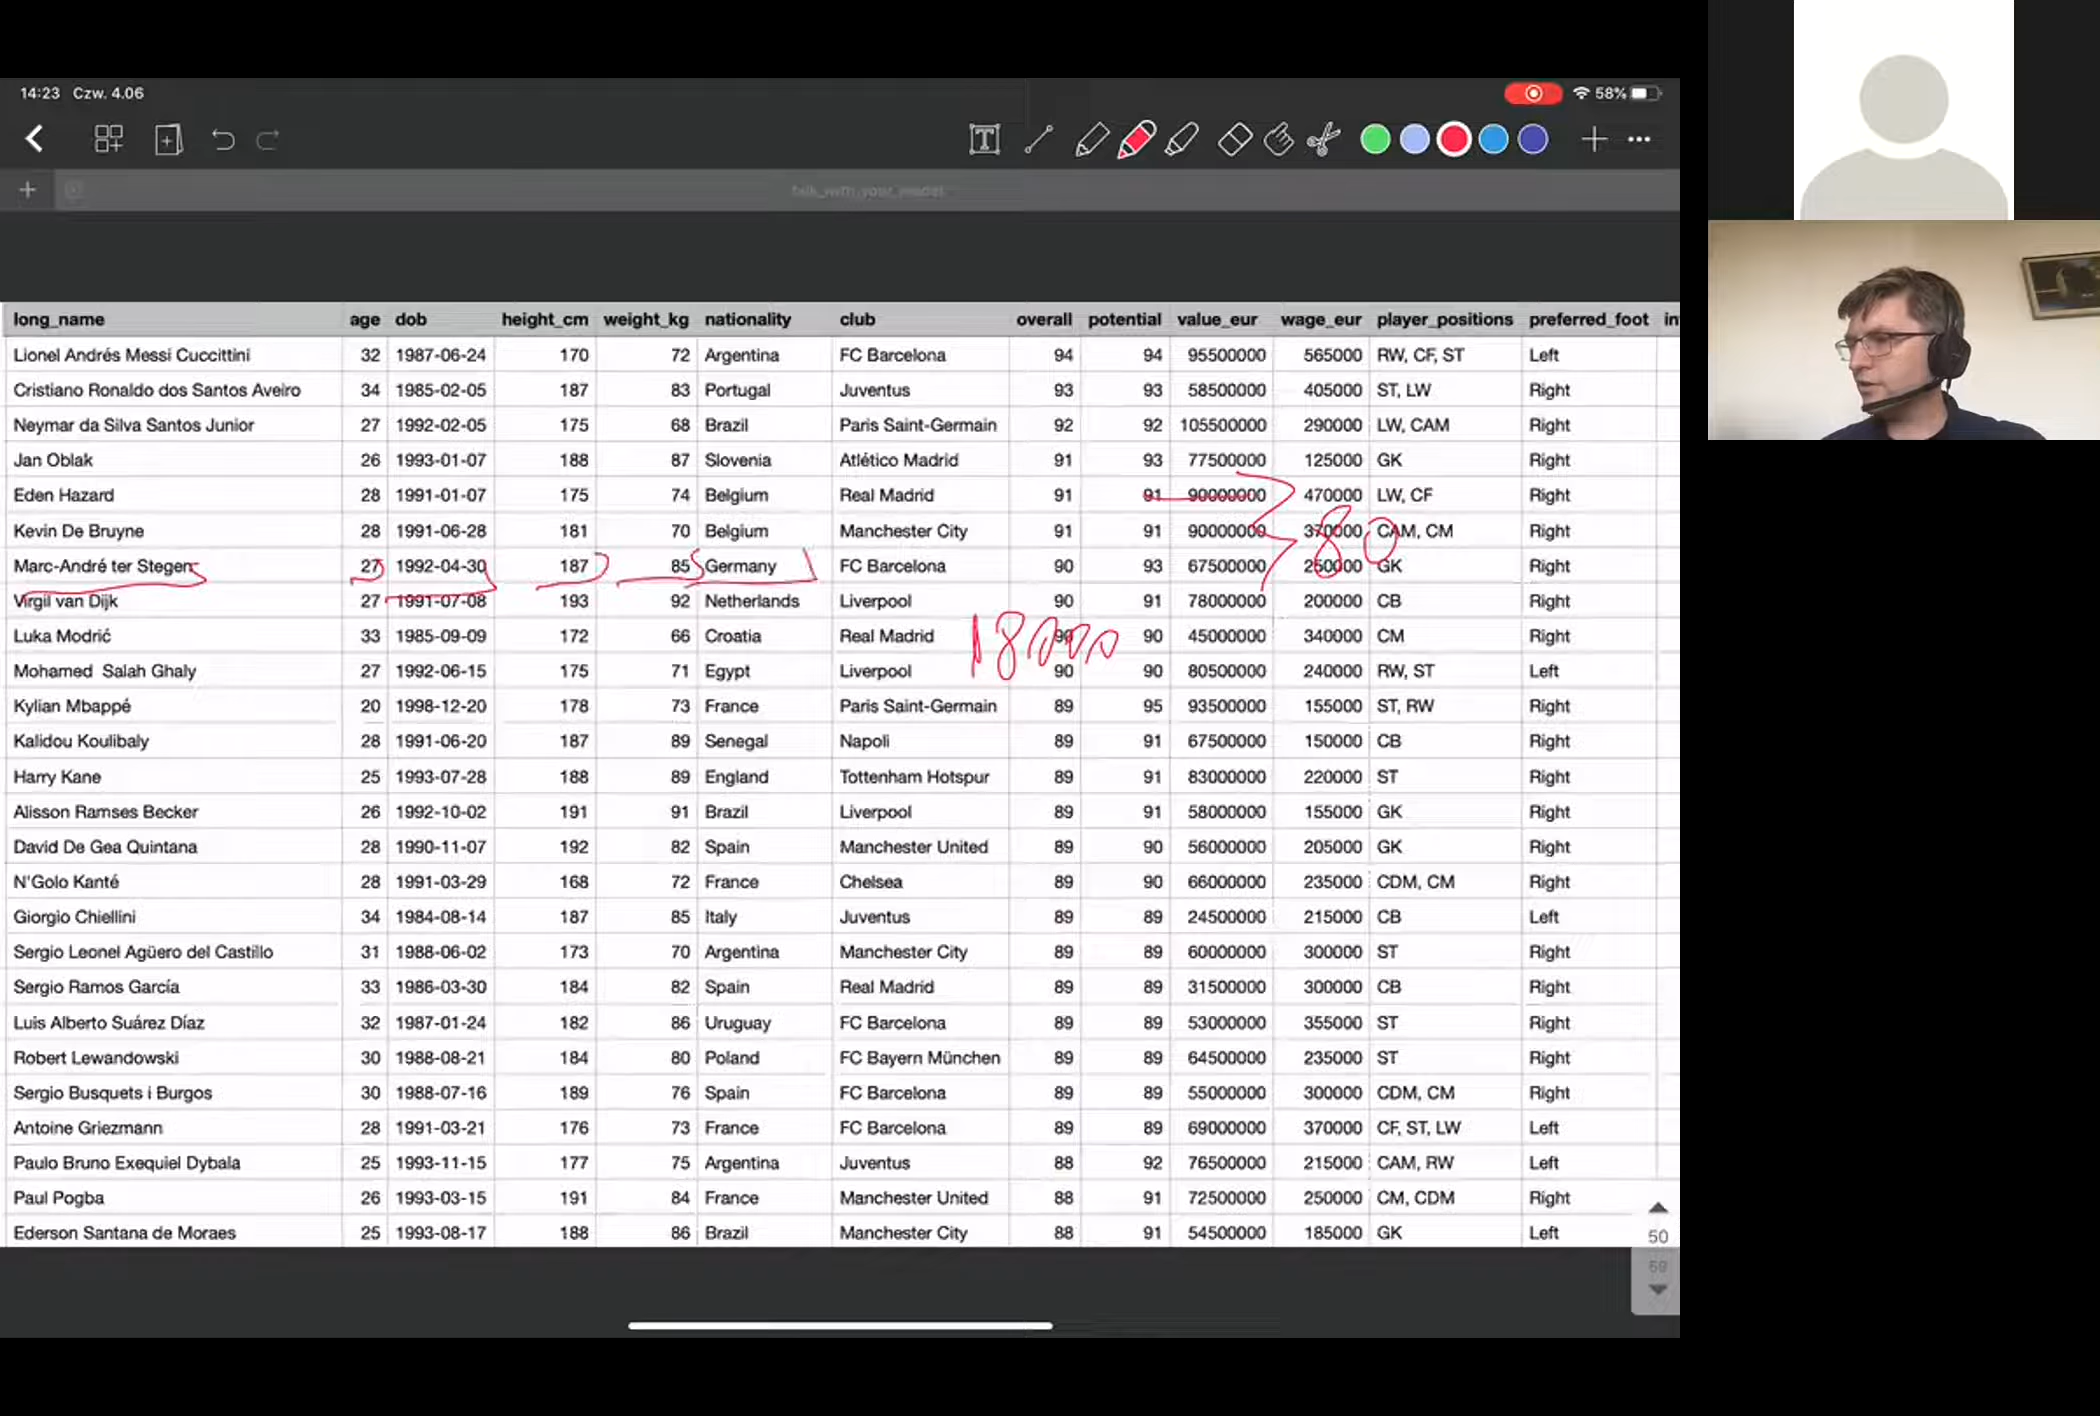 14:23 Czw. 4.06
58%
talk_with_your_model
long_name age dob height_cm weight_kg nationality club overall potential value_eur wage_eur player_positions preferred_foot in
Lionel Andrés Messi Cuccittini 32 1987-06-24 170 72 Argentina FC Barcelona 94 94 95500000 565000 RW, CF, ST Left
Cristiano Ronaldo dos Santos Aveiro 34 1985-02-05 187 83 Portugal Juventus 93 93 58500000 405000 ST, LW Right
Neymar da Silva Santos Junior 27 1992-02-05 175 68 Brazil Paris Saint-Germain 92 92 105500000 290000 LW, CAM Right
Jan Oblak 26 1993-01-07 188 87 Slovenia Atlético Madrid 91 93 77500000 125000 GK Right
Eden Hazard 28 1991-01-07 175 74 Belgium Real Madrid 91 91 90000000 470000 LW, CF Right
Kevin De Bruyne 28 1991-06-28 181 70 Belgium Manchester City 91 91 90000000 370000 CAM, CM Right
80
Marc-André ter Stegen 27 1992-04-30 187 85 Germany FC Barcelona 90 93 67500000 250000 GK Right
Virgil van Dijk 27 1991-07-08 193 92 Netherlands Liverpool 90 91 78000000 200000 CB Right
Luka Modrić 33 1985-09-09 172 66 Croatia Real Madrid 90 90 45000000 340000 CM Right
18000
Mohamed Salah Ghaly 27 1992-06-15 175 71 Egypt Liverpool 90 90 80500000 240000 RW, ST Left
Kylian Mbappé 20 1998-12-20 178 73 France Paris Saint-Germain 89 95 93500000 155000 ST, RW Right
Kalidou Koulibaly 28 1991-06-20 187 89 Senegal Napoli 89 91 67500000 150000 CB Right
Harry Kane 25 1993-07-28 188 89 England Tottenham Hotspur 89 91 83000000 220000 ST Right
Alisson Ramses Becker 26 1992-10-02 191 91 Brazil Liverpool 89 91 58000000 155000 GK Right
David De Gea Quintana 28 1990-11-07 192 82 Spain Manchester United 89 90 56000000 205000 GK Right
N'Golo Kanté 28 1991-03-29 168 72 France Chelsea 89 90 66000000 235000 CDM, CM Right
Giorgio Chiellini 34 1984-08-14 187 85 Italy Juventus 89 89 24500000 215000 CB Left
Sergio Leonel Agüero del Castillo 31 1988-06-02 173 70 Argentina Manchester City 89 89 60000000 300000 ST Right
Sergio Ramos García 33 1986-03-30 184 82 Spain Real Madrid 89 89 31500000 300000 CB Right
Luis Alberto Suárez Díaz 32 1987-01-24 182 86 Uruguay FC Barcelona 89 89 53000000 355000 ST Right
Robert Lewandowski 30 1988-08-21 184 80 Poland FC Bayern München 89 89 64500000 235000 ST Right
Sergio Busquets i Burgos 30 1988-07-16 189 76 Spain FC Barcelona 89 89 55000000 300000 CDM, CM Right
Antoine Griezmann 28 1991-03-21 176 73 France FC Barcelona 89 89 69000000 370000 CF, ST, LW Left
Paulo Bruno Exequiel Dybala 25 1993-11-15 177 75 Argentina Juventus 88 92 76500000 215000 CAM, RW Left
Paul Pogba 26 1993-03-15 191 84 France Manchester United 88 91 72500000 250000 CM, CDM Right
Ederson Santana de Moraes 25 1993-08-17 188 86 Brazil Manchester City 88 91 54500000 185000 GK Left
50
59